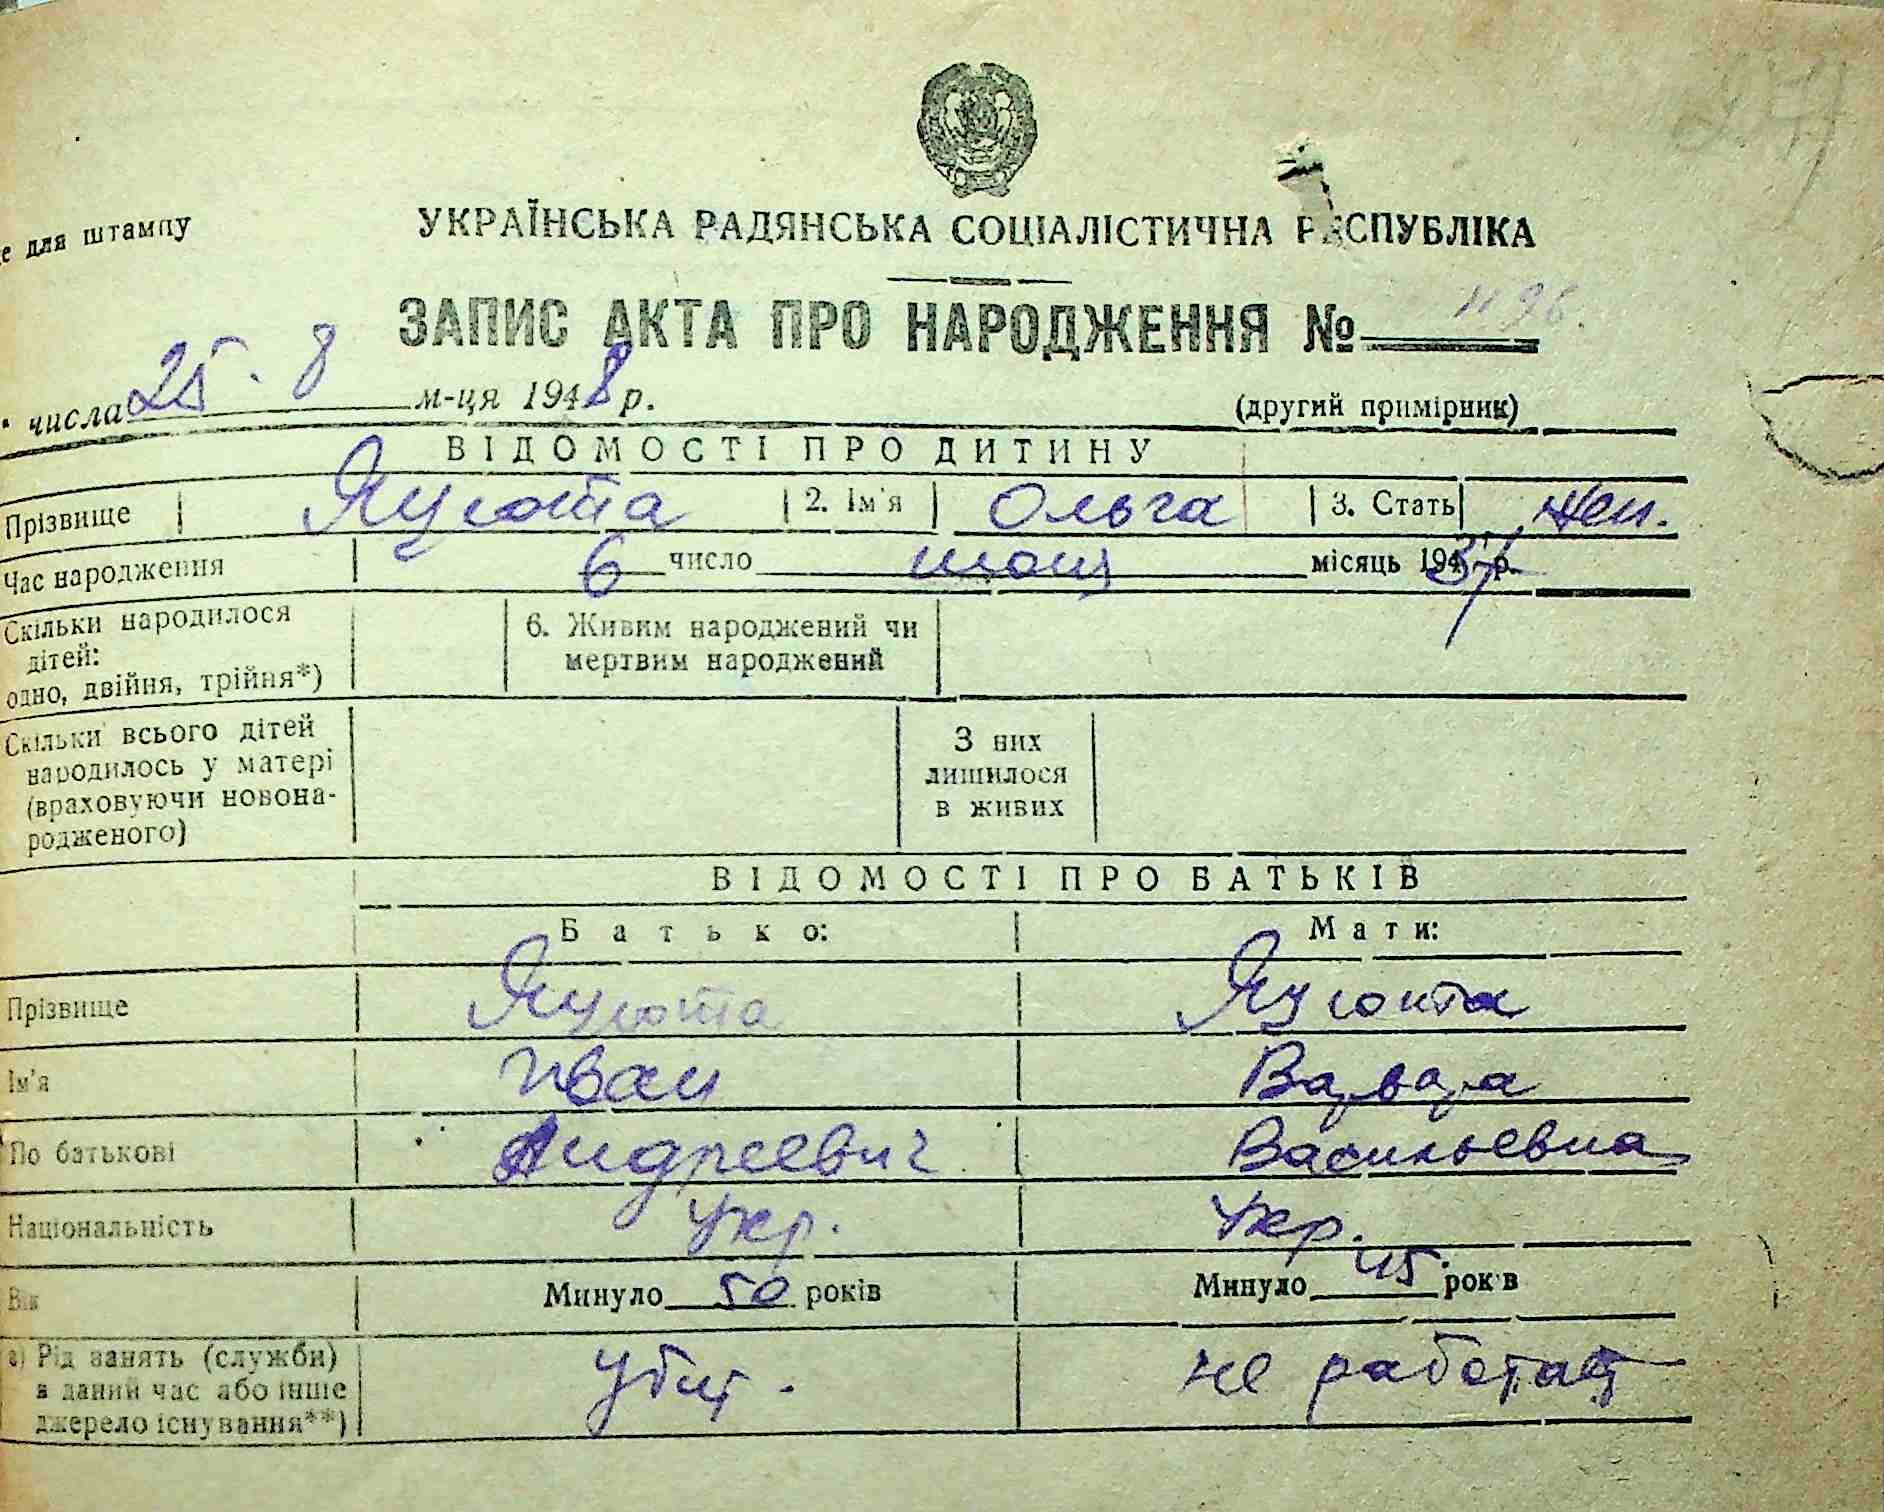 це для штампу
УКРАЇНСЬКА РАДЯНСЬКА СОЦІАЛІСТИЧНА РЕСПУБЛІКА
ЗАПИС АКТА ПРО НАРОДЖЕННЯ №
числа 25. 8 м-ця 1948 р.
(другий примірник)
ВІДОМОСТІ ПРО ДИТИНУ
Прізвище 2. Ім'я Ольга 3. Стать жен.
Час народження 6 число июня місяць 1937 р.
Скільки народилося дітей: одно, двійня, трійня*)
6. Живим народжений чи мертвим народжений
Скільки всього дітей народилось у матері (враховуючи новонародженого)
З них лишилося в живих
ВІДОМОСТІ ПРО БАТЬКІВ
Батько: Мати:
Прізвище
Ім'я Иван Варвара
По батькові Андреевич Васильевна
Національність Укр. Укр.
Вік Минуло 50 років Минуло 45 років
а) Рід занять (служби) в даний час або інше джерело існування**) Убит. не работает